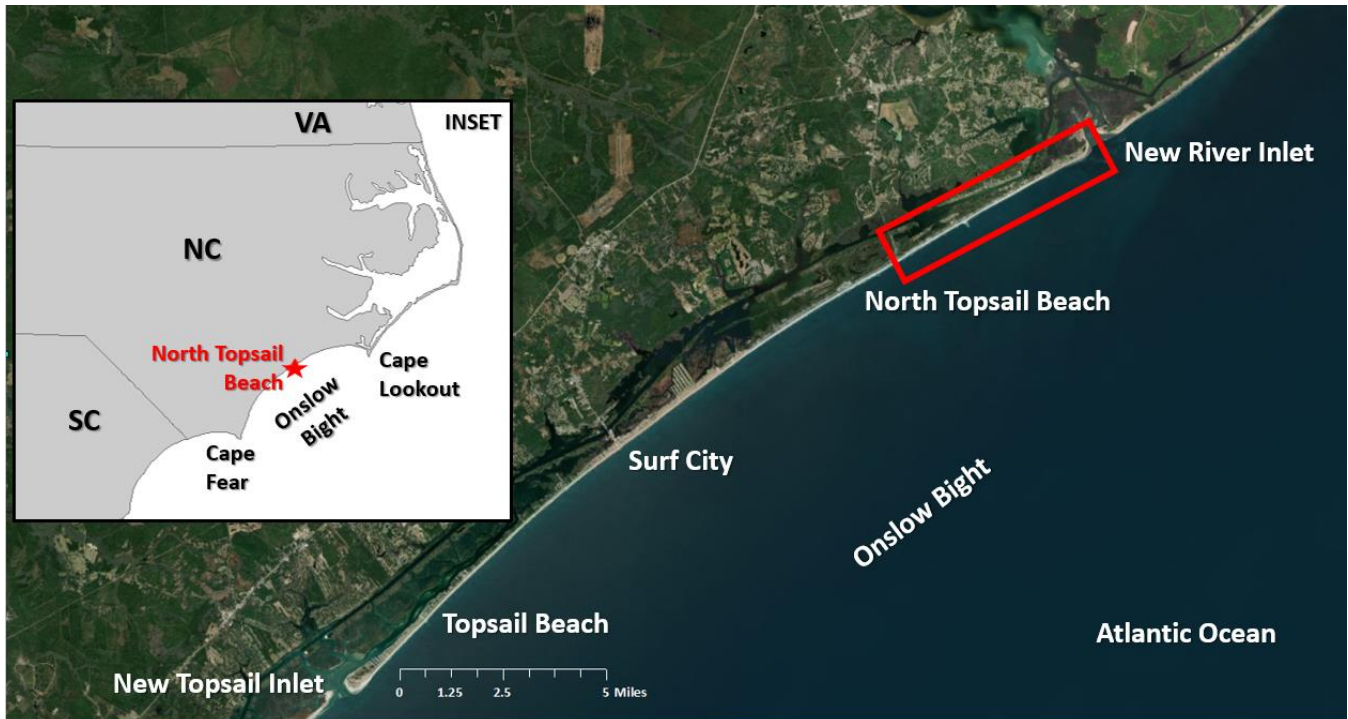 VA
INSET
NC
North Topsail
Beach
Cape
Lookout
Onslow
Bight
SC
Cape
Fear
New River Inlet
North Topsail Beach
Surf City
Onslow Bight
Topsail Beach
Atlantic Ocean
New Topsail Inlet
0 1.25 2.5 5 Miles